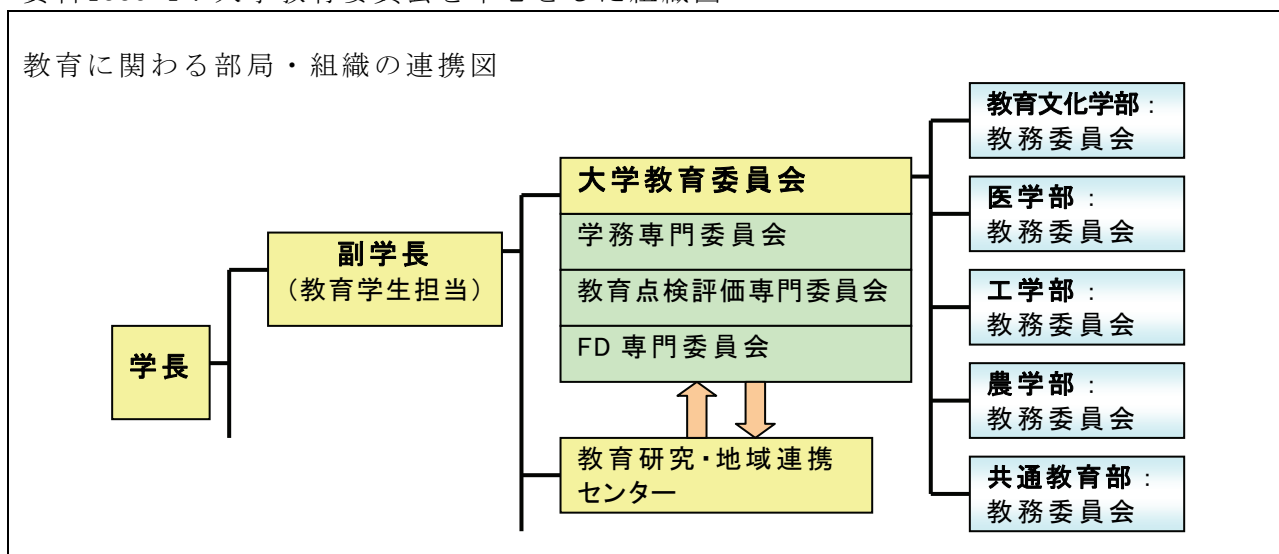 教育に関わる部局・組織の連携図
学長
副学長
（教育学生担当）
大学教育委員会
学務専門委員会
教育点検評価専門委員会
FD 専門委員会
教育研究・地域連携
センター
教育文化学部：
教務委員会
医学部：
教務委員会
工学部：
教務委員会
農学部：
教務委員会
共通教育部：
教務委員会